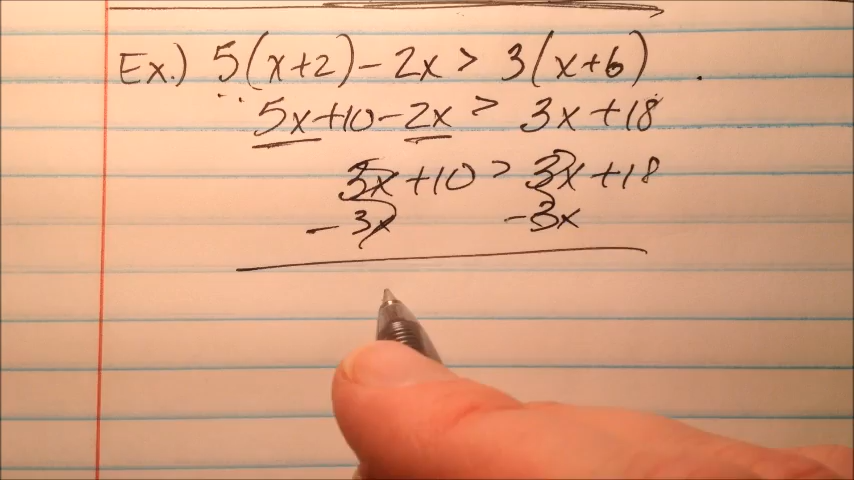 Ex.) 5(x+2)-2x > 3(x+6)
5x+10-2x > 3x+18
3x+10 > 3x+18
-3x -3x